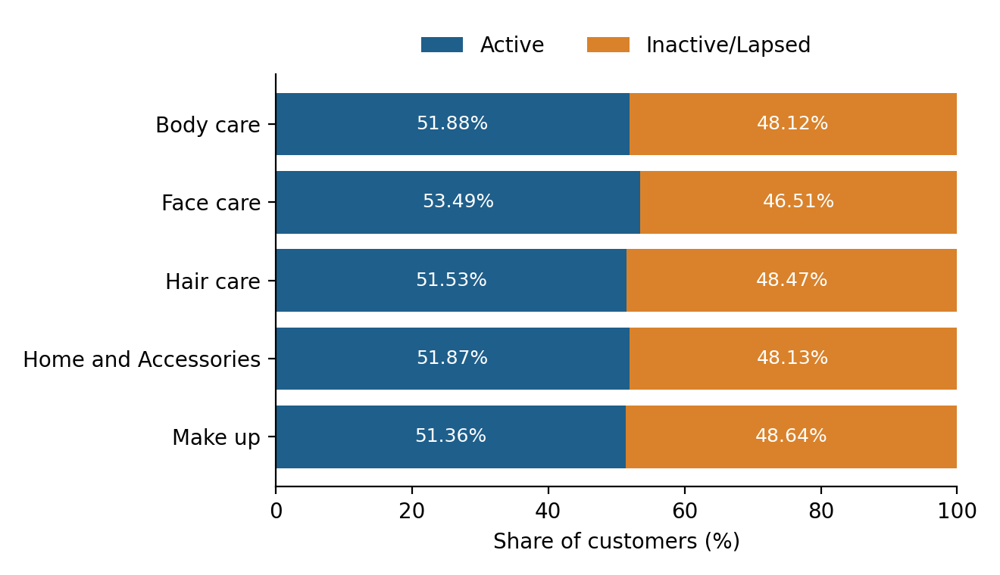 Active Inactive/Lapsed
Body care 51.88% 48.12%
Face care 53.49% 46.51%
Hair care 51.53% 48.47%
Home and Accessories 51.87% 48.13%
Make up 51.36% 48.64%
0 20 40 60 80 100
Share of customers (%)